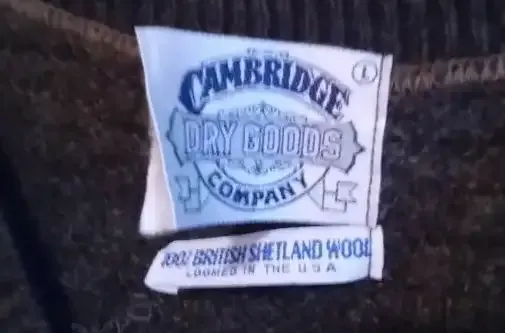 CAMBRIDGE
L
DRY GOODS
COMPANY
100% BRITISH SHETLAND WOOL
LOOMED IN THE U S A